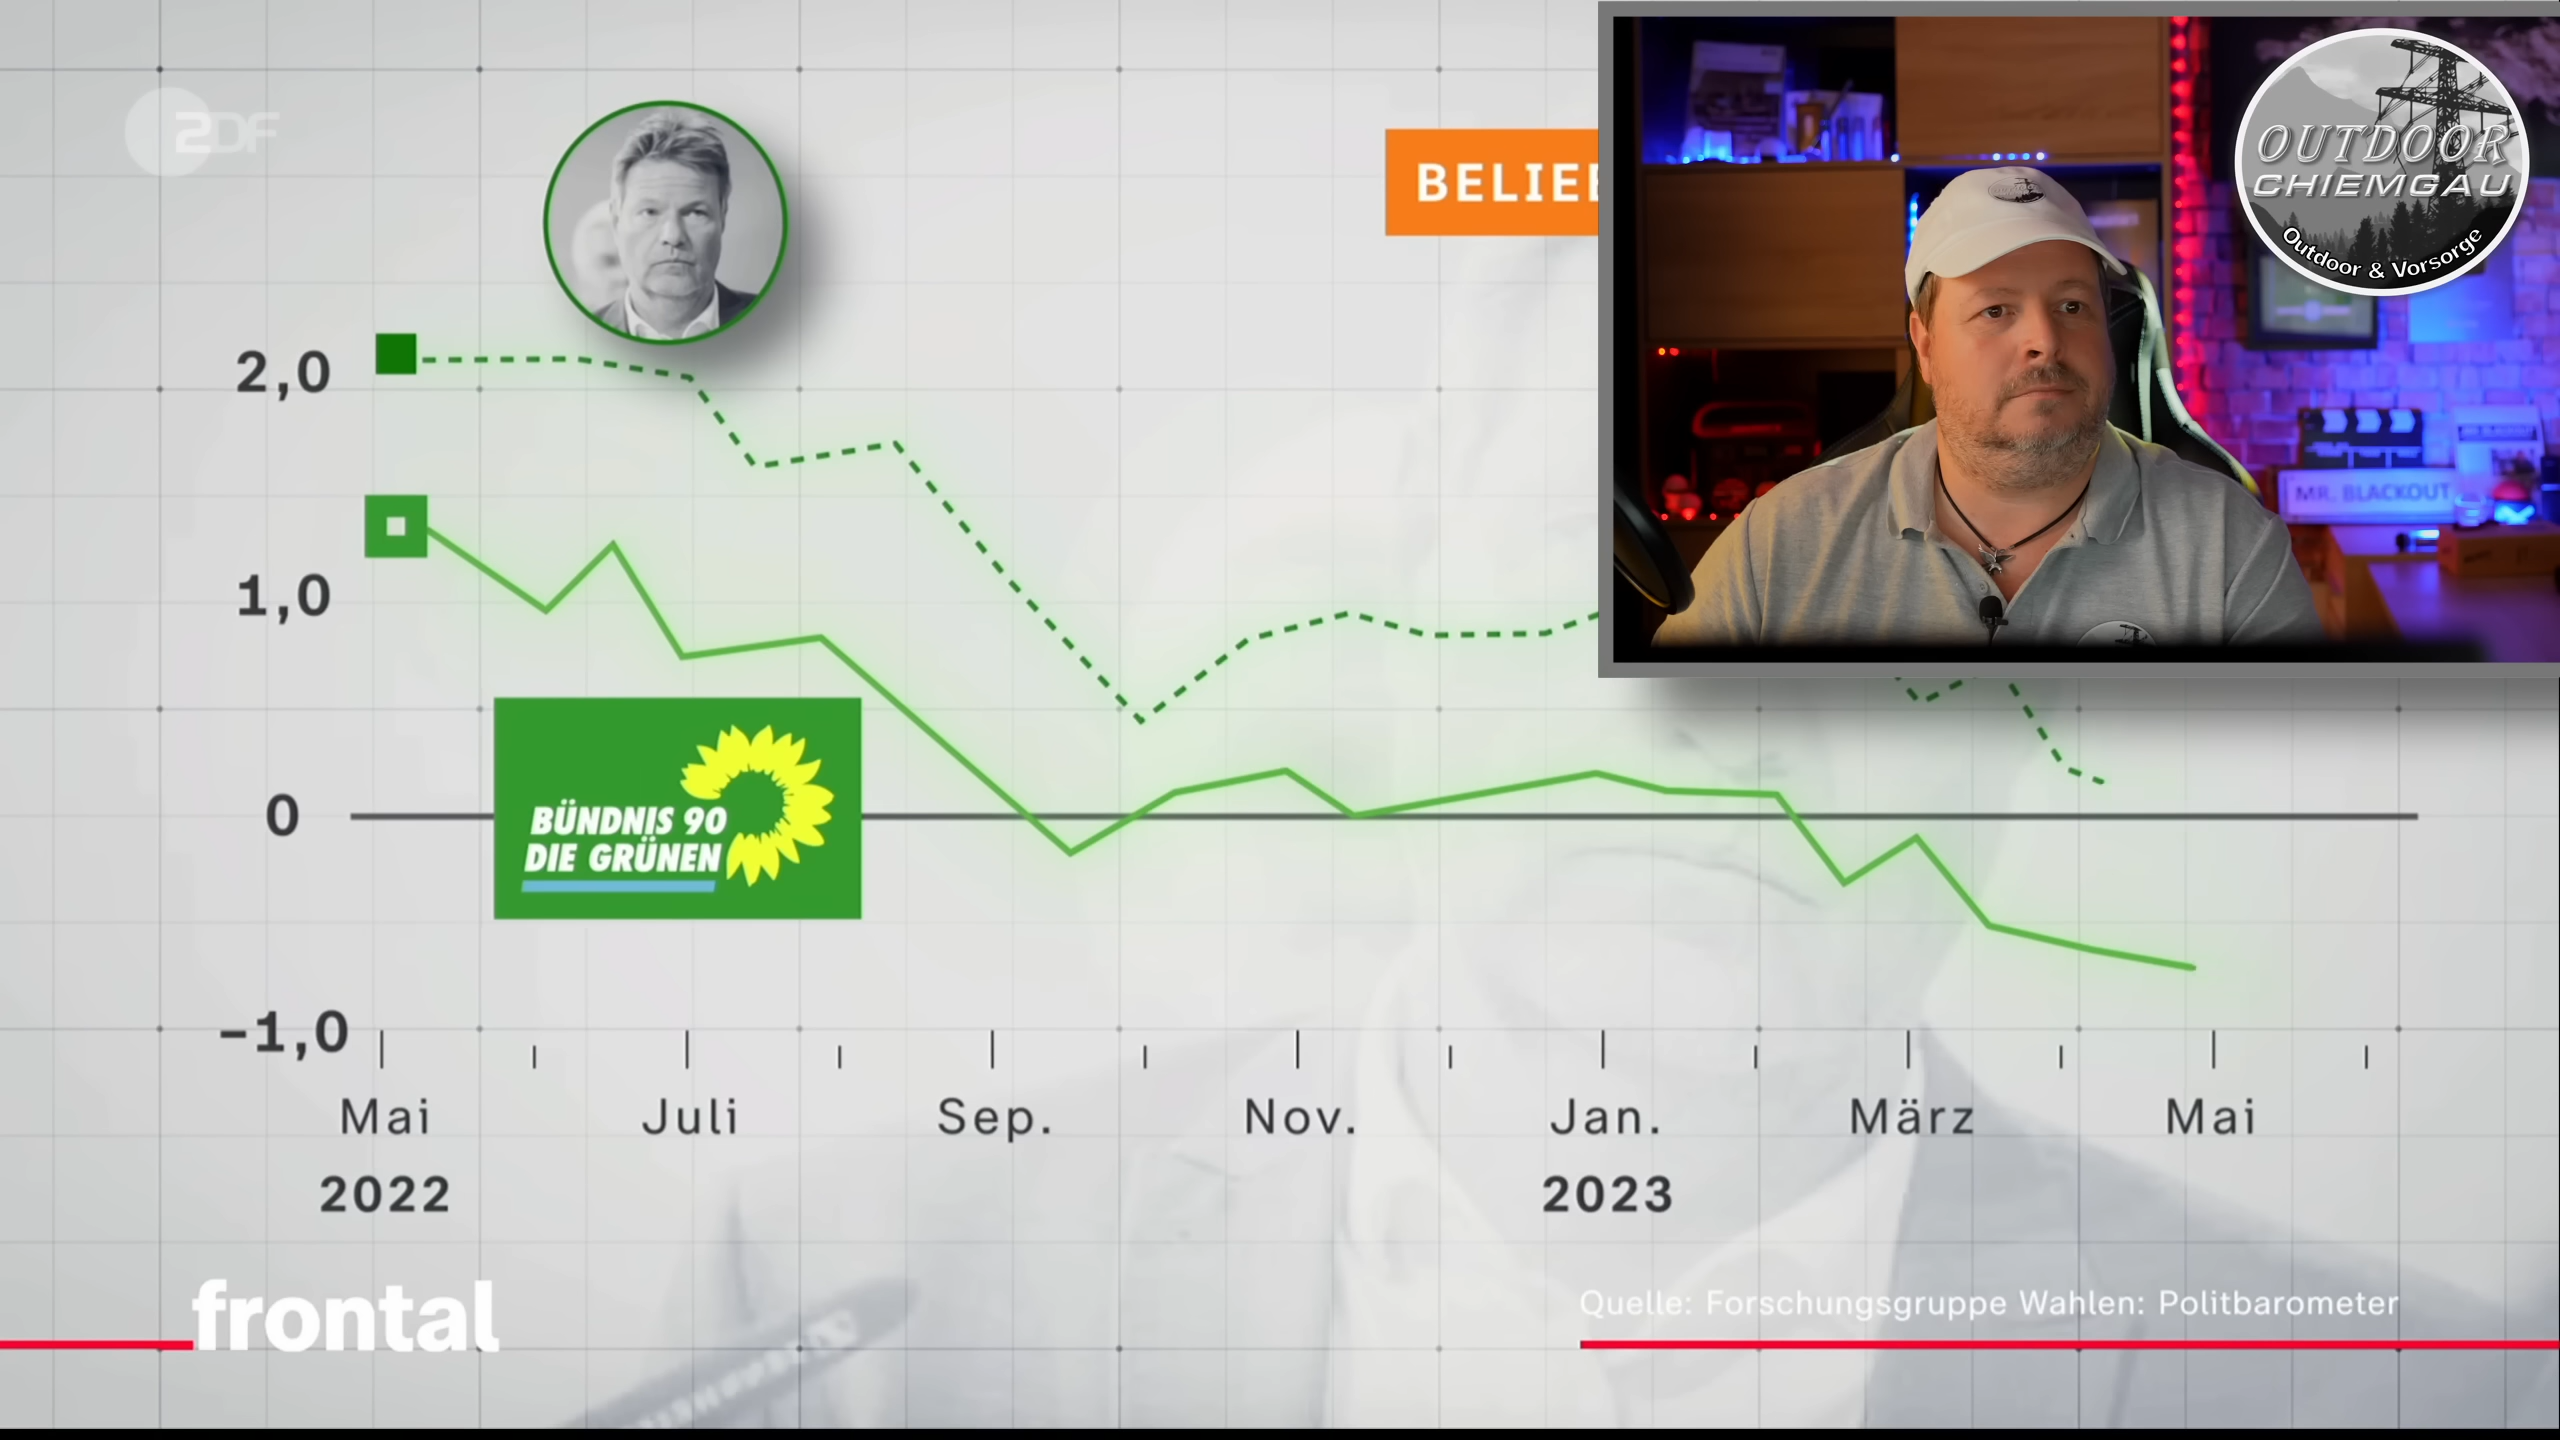 ZDF
BELIE
OUTDOOR
CHIEMGAU
Outdoor & Vorsorge
MR. BLACKOUT
2,0
1,0
0
-1,0
BÜNDNIS 90
DIE GRÜNEN
Mai
Juli
Sep.
Nov.
Jan.
März
Mai
2022
2023
frontal
Quelle: Forschungsgruppe Wahlen: Politbarometer